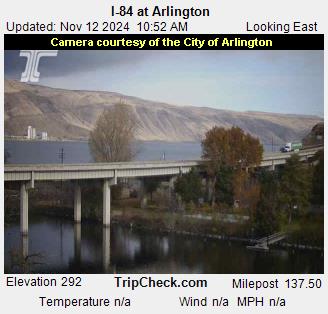 I-84 at Arlington
Updated: Nov 12 2024 10:52 AM Looking East
Camera courtesy of the City of Arlington
Elevation 292 TripCheck.com Milepost 137.50
Temperature n/a Wind n/a MPH n/a